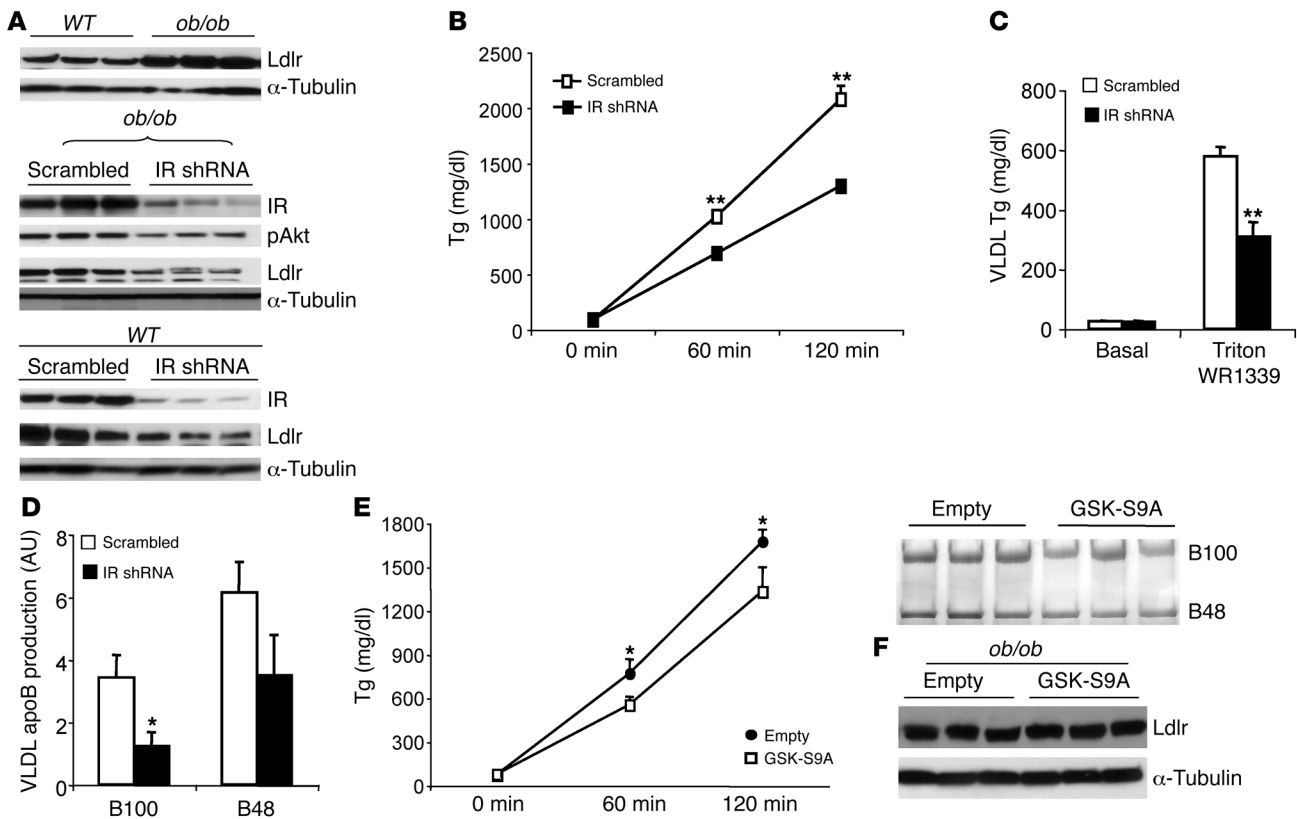 A
WT ob/ob
Ldlr
α-Tubulin
ob/ob
Scrambled IR shRNA
IR
pAkt
Ldlr
α-Tubulin
WT
Scrambled IR shRNA
IR
Ldlr
α-Tubulin
B
2500
2000
1500
1000
500
0
Tg (mg/dl)
Scrambled
IR shRNA
**
**
0 min 60 min 120 min
C
800
600
400
200
0
VLDL Tg (mg/dl)
Scrambled
IR shRNA
**
Basal Triton
WR1339
D
8
6
4
2
0
VLDL apoB production (AU)
Scrambled
IR shRNA
*
B100 B48
E
1800
1500
1200
900
600
300
0
Tg (mg/dl)
*
*
Empty
GSK-S9A
0 min 60 min 120 min
Empty GSK-S9A
B100
B48
F
ob/ob
Empty GSK-S9A
Ldlr
α-Tubulin